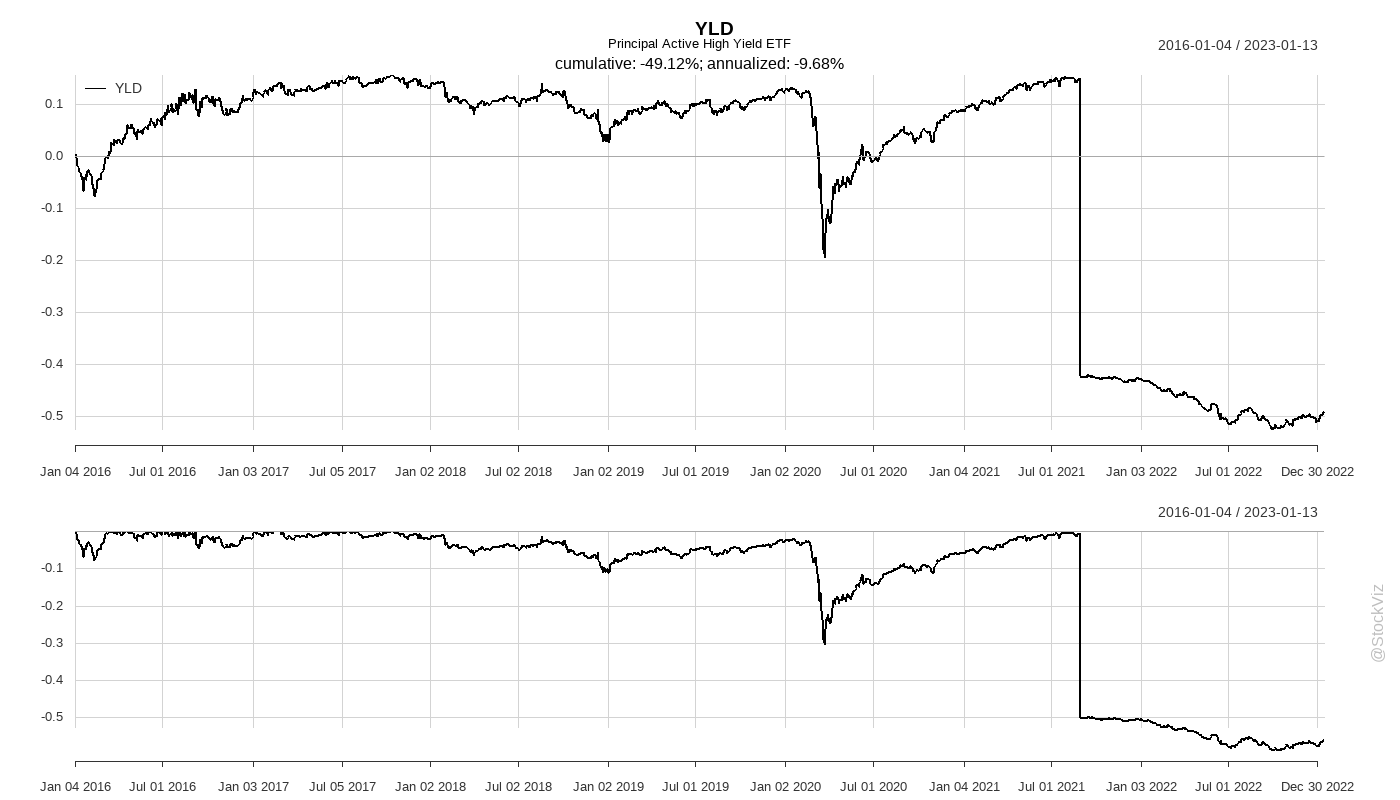 YLD
Principal Active High Yield ETF
cumulative: -49.12%; annualized: -9.68%
2016-01-04 / 2023-01-13
YLD
0.1
0.0
-0.1
-0.2
-0.3
-0.4
-0.5
Jan 04 2016 Jul 01 2016 Jan 03 2017 Jul 05 2017 Jan 02 2018 Jul 02 2018 Jan 02 2019 Jul 01 2019 Jan 02 2020 Jul 01 2020 Jan 04 2021 Jul 01 2021 Jan 03 2022 Jul 01 2022 Dec 30 2022
2016-01-04 / 2023-01-13
-0.1
-0.2
-0.3
-0.4
-0.5
Jan 04 2016 Jul 01 2016 Jan 03 2017 Jul 05 2017 Jan 02 2018 Jul 02 2018 Jan 02 2019 Jul 01 2019 Jan 02 2020 Jul 01 2020 Jan 04 2021 Jul 01 2021 Jan 03 2022 Jul 01 2022 Dec 30 2022
@StockViz